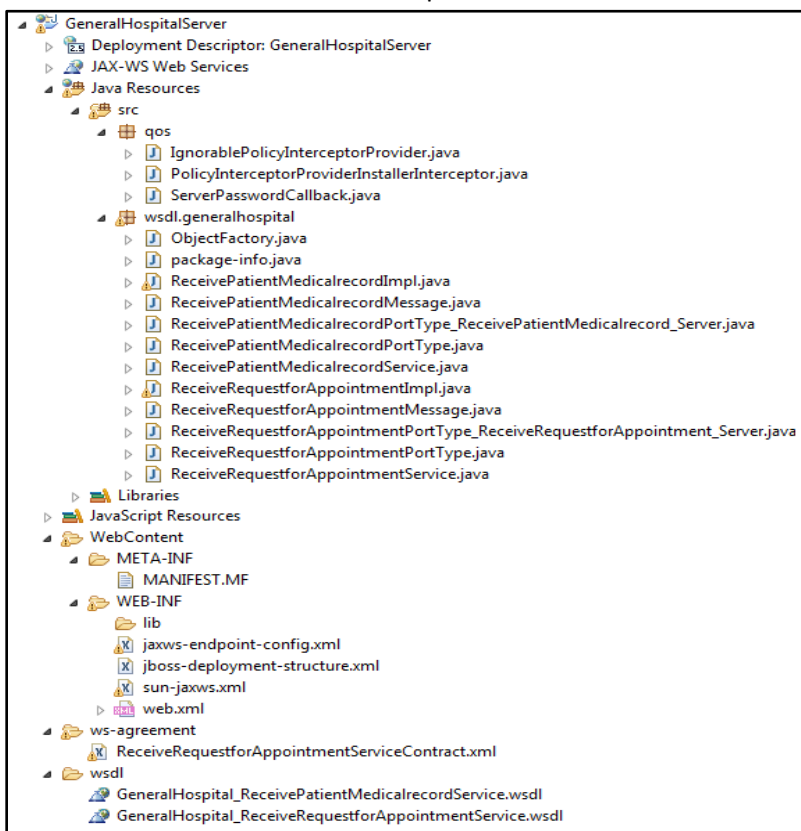 GeneralHospitalServer
2.5 Deployment Descriptor: GeneralHospitalServer
JAX-WS Web Services
Java Resources
src
qos
J IgnorablePolicyInterceptorProvider.java
J PolicyInterceptorProviderInstallerInterceptor.java
J ServerPasswordCallback.java
wsdl.generalhospital
J ObjectFactory.java
J package-info.java
J ReceivePatientMedicalrecordImpl.java
J ReceivePatientMedicalrecordMessage.java
J ReceivePatientMedicalrecordPortType_ReceivePatientMedicalrecord_Server.java
J ReceivePatientMedicalrecordPortType.java
J ReceivePatientMedicalrecordService.java
J ReceiveRequestforAppointmentImpl.java
J ReceiveRequestforAppointmentMessage.java
J ReceiveRequestforAppointmentPortType_ReceiveRequestforAppointment_Server.java
J ReceiveRequestforAppointmentPortType.java
J ReceiveRequestforAppointmentService.java
Libraries
JavaScript Resources
WebContent
META-INF
MANIFEST.MF
WEB-INF
lib
X jaxws-endpoint-config.xml
X jboss-deployment-structure.xml
X sun-jaxws.xml
web.xml
ws-agreement
X ReceiveRequestforAppointmentServiceContract.xml
wsdl
GeneralHospital_ReceivePatientMedicalrecordService.wsdl
GeneralHospital_ReceiveRequestforAppointmentService.wsdl